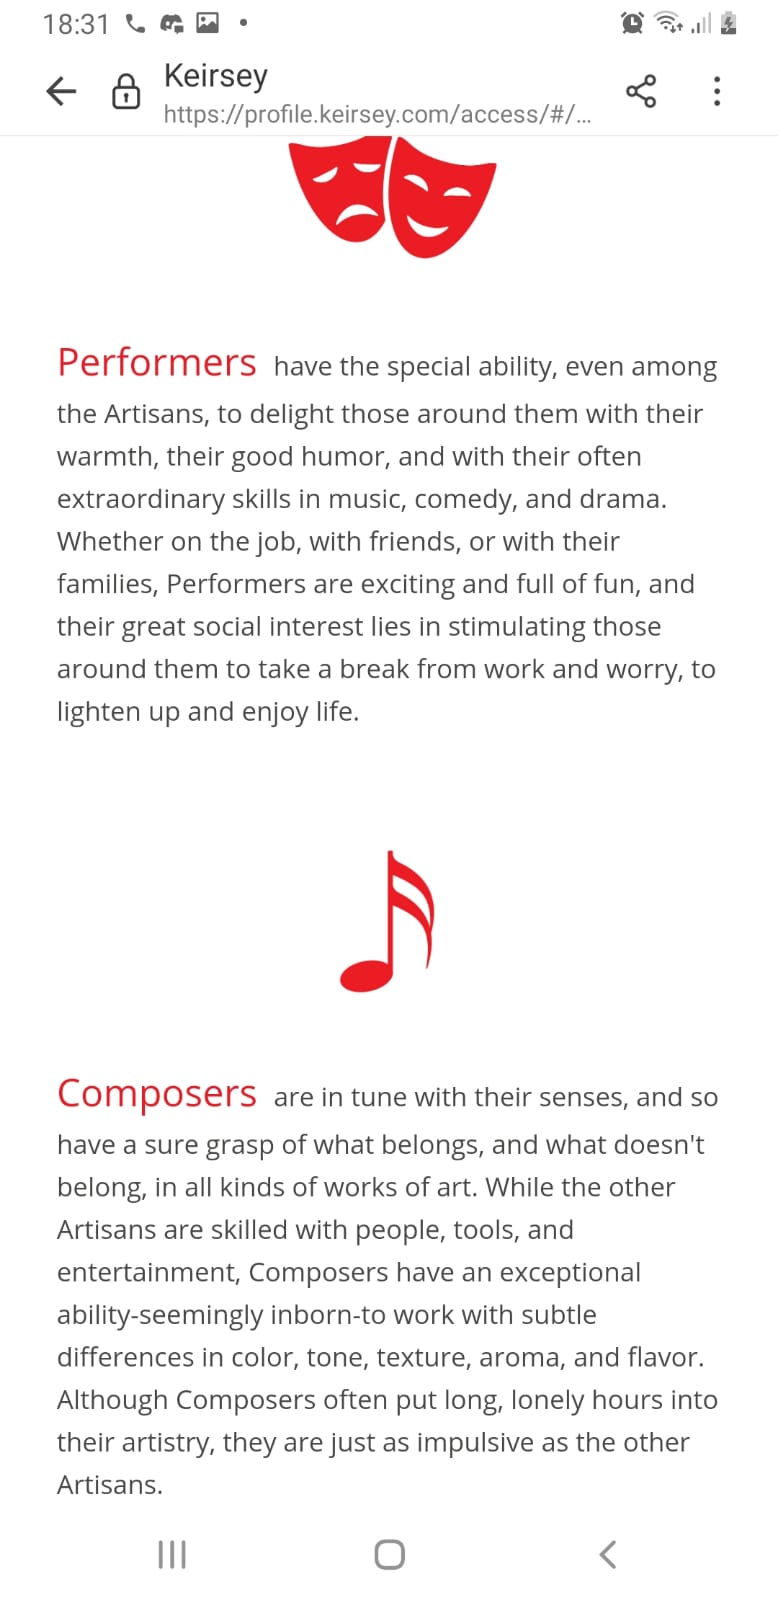 18:31
Keirsey
https://profile.keirsey.com/access/#/...
Performers have the special ability, even among
the Artisans, to delight those around them with their
warmth, their good humor, and with their often
extraordinary skills in music, comedy, and drama.
Whether on the job, with friends, or with their
families, Performers are exciting and full of fun, and
their great social interest lies in stimulating those
around them to take a break from work and worry, to
lighten up and enjoy life.
Composers are in tune with their senses, and so
have a sure grasp of what belongs, and what doesn't
belong, in all kinds of works of art. While the other
Artisans are skilled with people, tools, and
entertainment, Composers have an exceptional
ability-seemingly inborn-to work with subtle
differences in color, tone, texture, aroma, and flavor.
Although Composers often put long, lonely hours into
their artistry, they are just as impulsive as the other
Artisans.